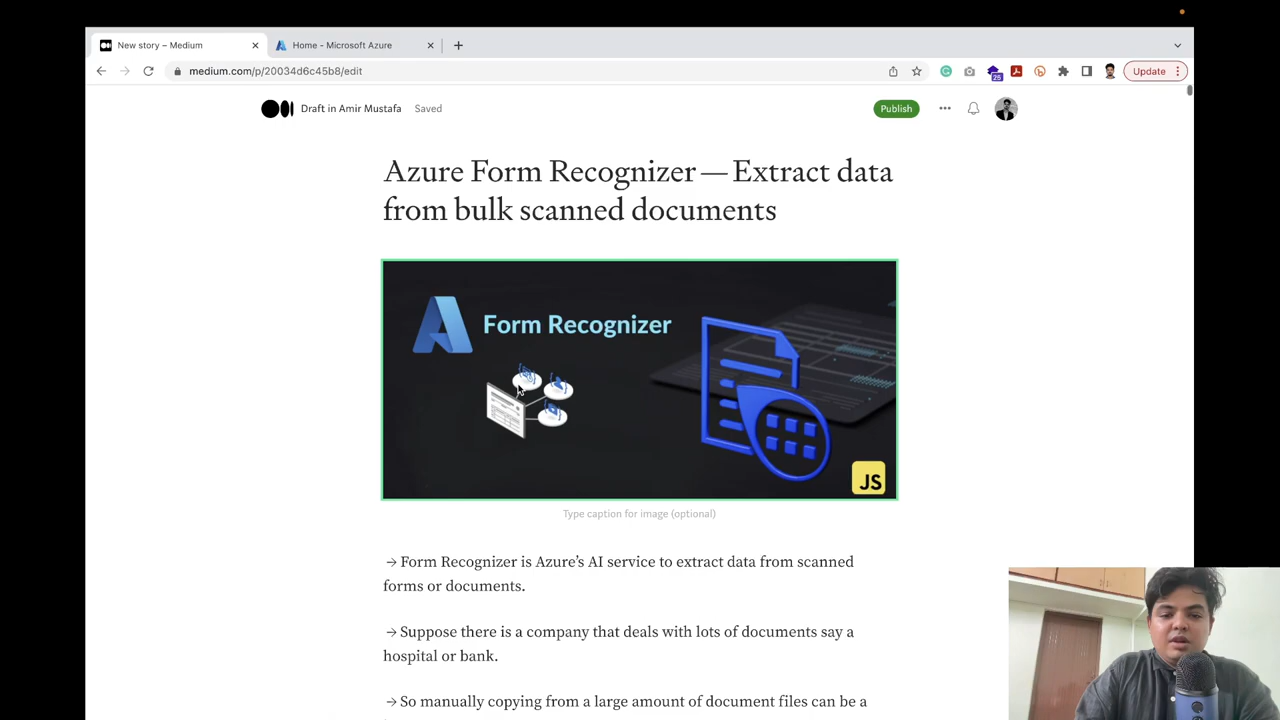 New story – Medium
Home - Microsoft Azure
medium.com/p/20034d6c45b8/edit
25
Update
Draft in Amir Mustafa
Saved
Publish
Azure Form Recognizer — Extract data
from bulk scanned documents
Form Recognizer
JS
Type caption for image (optional)
→ Form Recognizer is Azure’s AI service to extract data from scanned
forms or documents.
→ Suppose there is a company that deals with lots of documents say a
hospital or bank.
→ So manually copying from a large amount of document files can be a